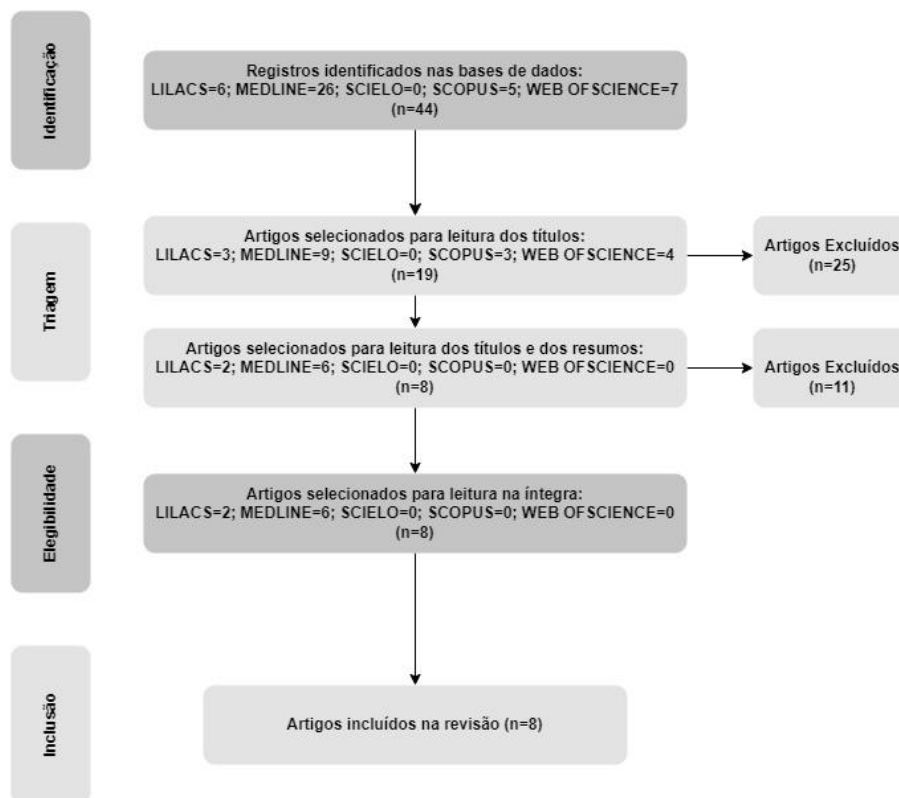 Identificação
Registros identificados nas bases de dados:
LILACS=6; MEDLINE=26; SCIELO=0; SCOPUS=5; WEB OFSCIENCE=7
(n=44)
Triagem
Artigos selecionados para leitura dos títulos:
LILACS=3; MEDLINE=9; SCIELO=0; SCOPUS=3; WEB OFSCIENCE=4
(n=19)
Artigos Excluídos
(n=25)
Artigos selecionados para leitura dos títulos e dos resumos:
LILACS=2; MEDLINE=6; SCIELO=0; SCOPUS=0; WEB OFSCIENCE=0
(n=8)
Artigos Excluídos
(n=11)
Elegibilidade
Artigos selecionados para leitura na íntegra:
LILACS=2; MEDLINE=6; SCIELO=0; SCOPUS=0; WEB OFSCIENCE=0
(n=8)
Inclusão
Artigos incluídos na revisão (n=8)